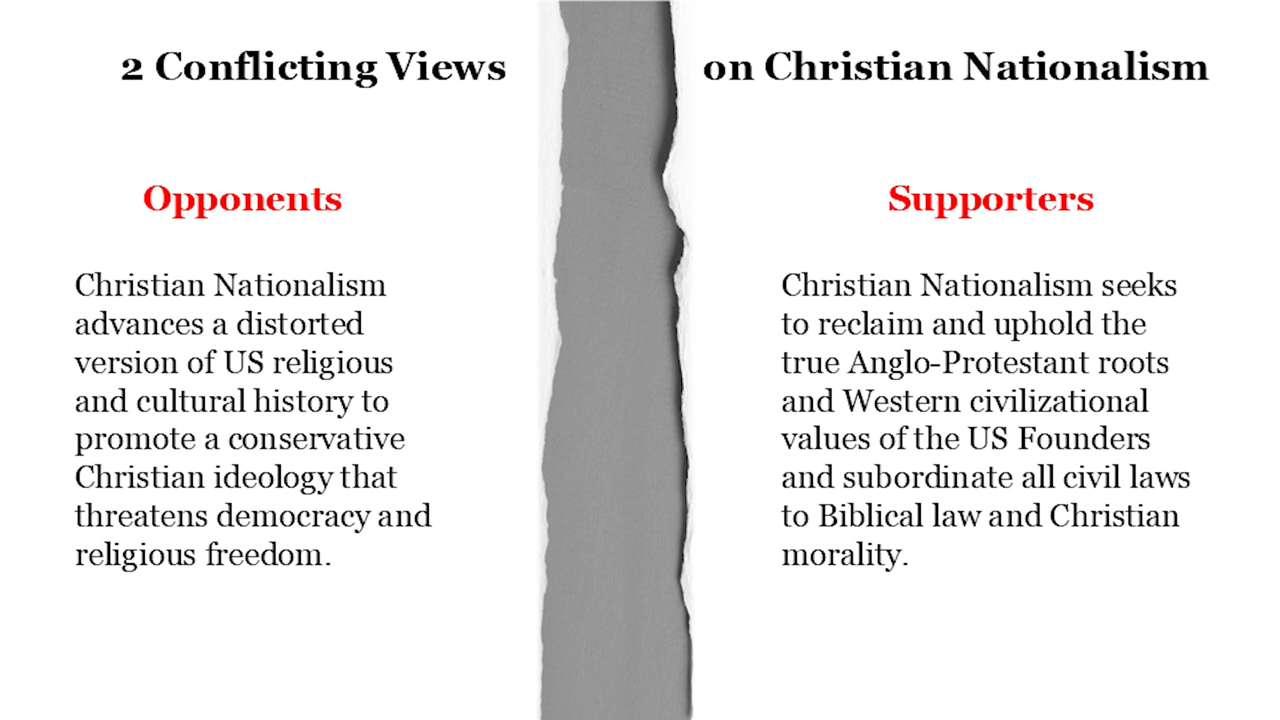 2 Conflicting Views on Christian Nationalism
Opponents
Christian Nationalism
advances a distorted
version of US religious
and cultural history to
promote a conservative
Christian ideology that
threatens democracy and
religious freedom.
Supporters
Christian Nationalism seeks
to reclaim and uphold the
true Anglo-Protestant roots
and Western civilizational
values of the US Founders
and subordinate all civil laws
to Biblical law and Christian
morality.